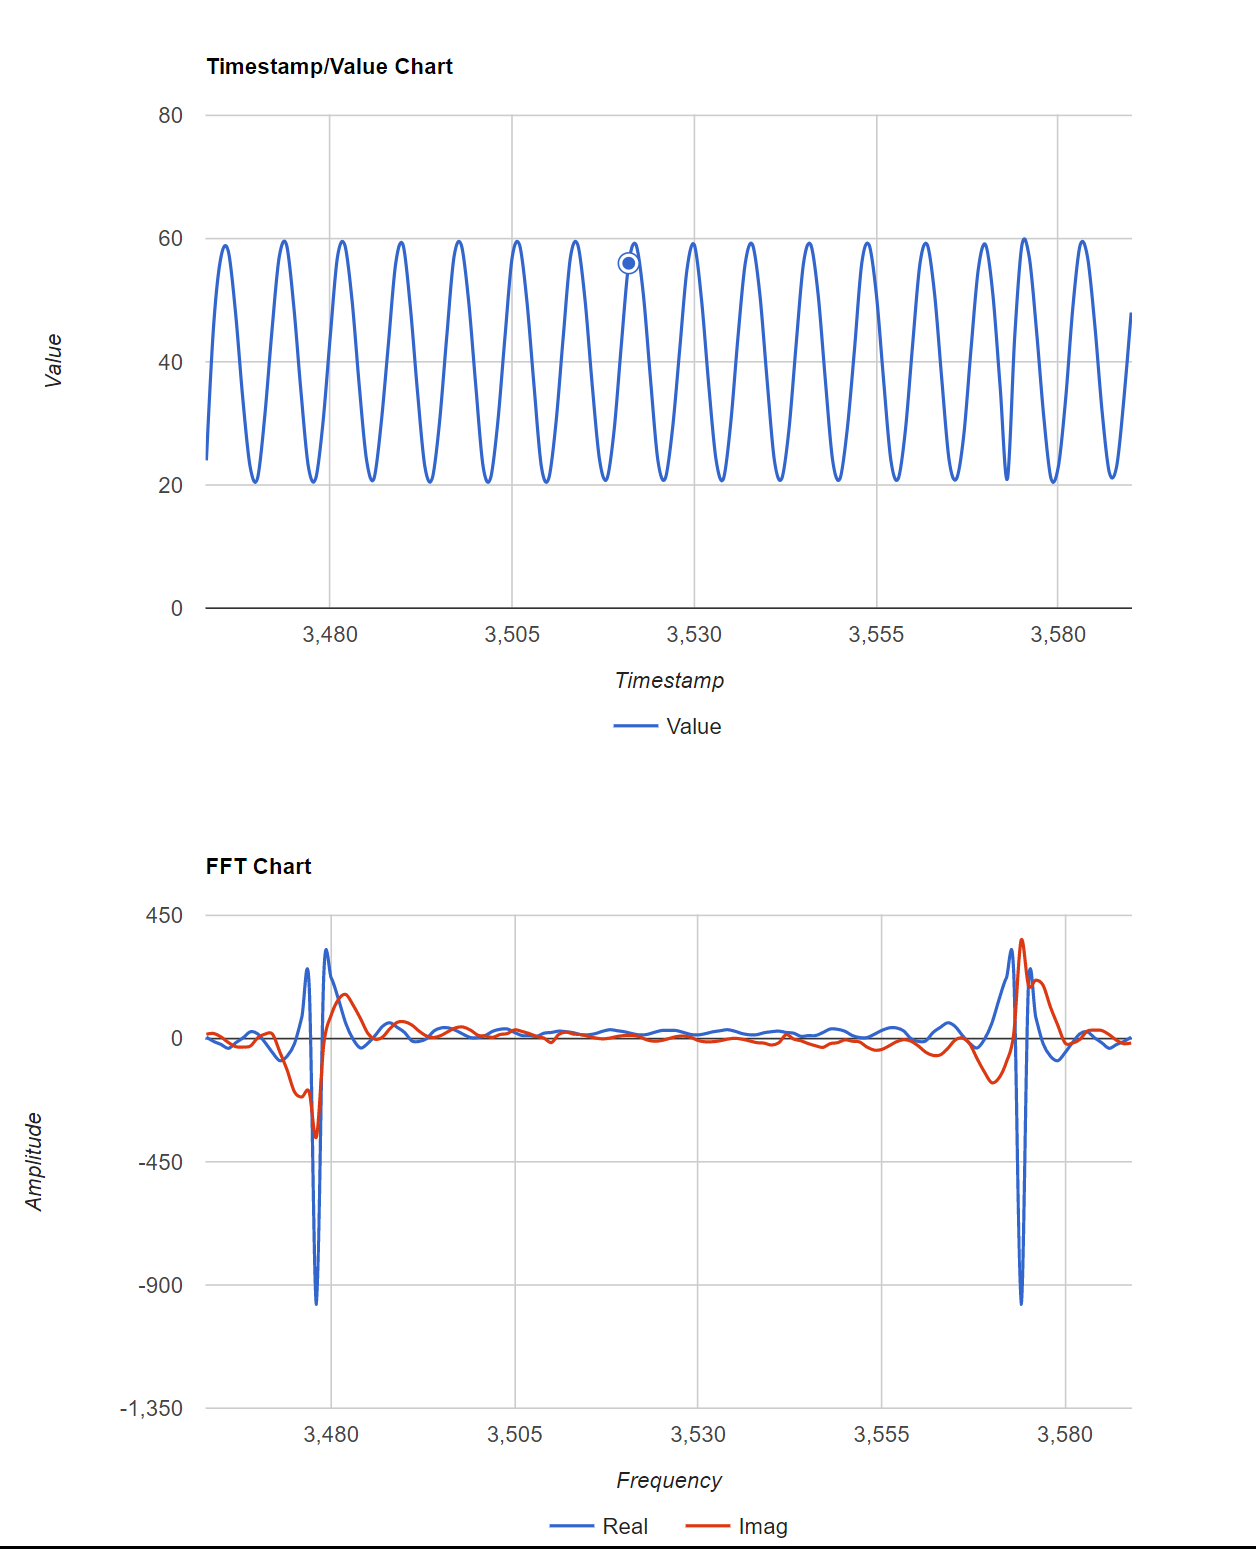 Timestamp/Value Chart
80
60
40
20
0
Value
3,480 3,505 3,530 3,555 3,580
Timestamp
Value
FFT Chart
450
0
-450
-900
-1,350
Amplitude
3,480 3,505 3,530 3,555 3,580
Frequency
Real Imag